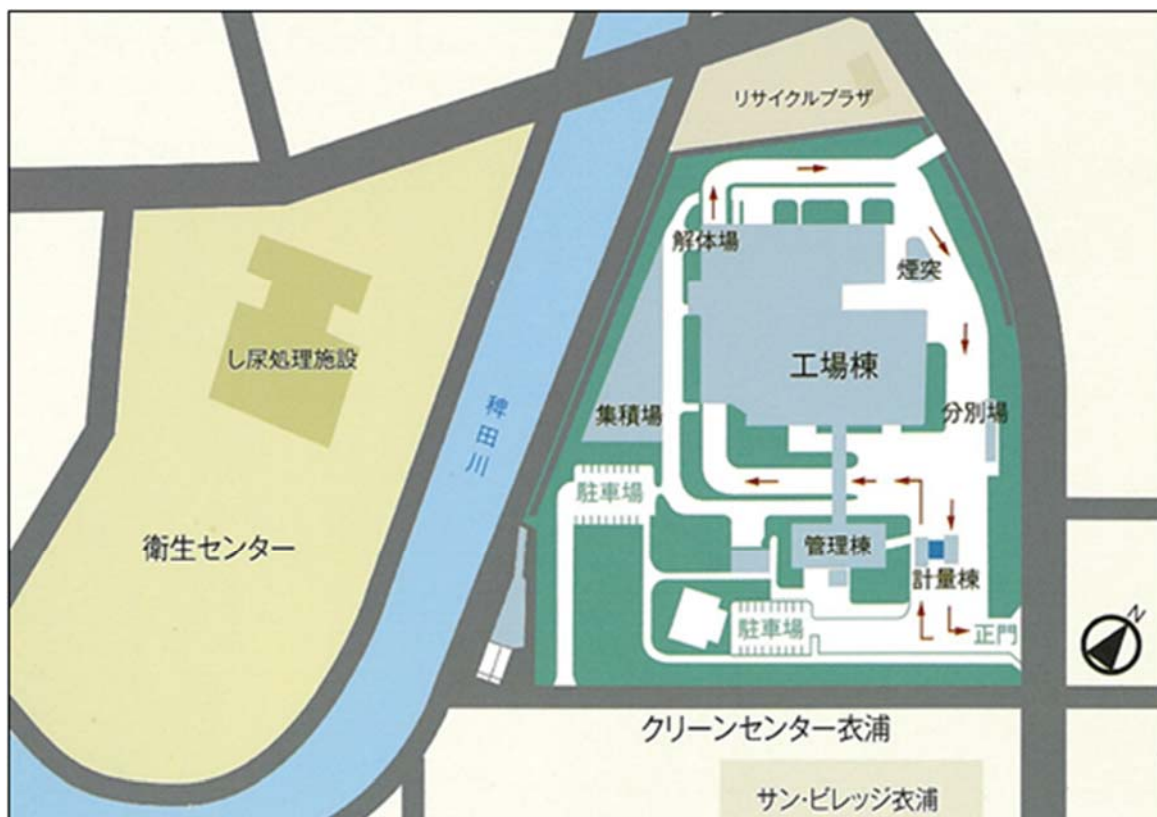 リサイクルプラザ
解体場
煙突
し尿処理施設
工場棟
稗田川
集積場
分別場
駐車場
衛生センター
管理棟
計量棟
駐車場
正門
N
クリーンセンター衣浦
サン・ビレッジ衣浦